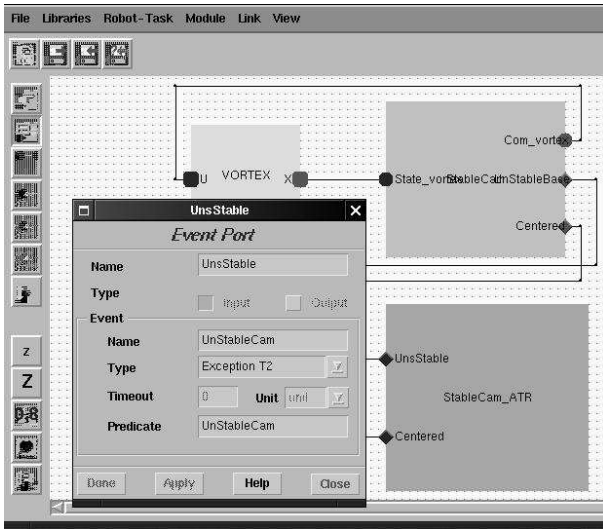 File Libraries Robot-Task Module Link View
Com_vortex
U VORTEX X
State_vortex StableCam UnStableBase
Centered
UnsStable
Event Port
Name UnsStable
Type Input Output
Event
Name UnStableCam
Type Exception T2
Timeout 0 Unit unit
Predicate UnStableCam
Done Apply Help Close
UnsStable
StableCam_ATR
Centered
z
Z